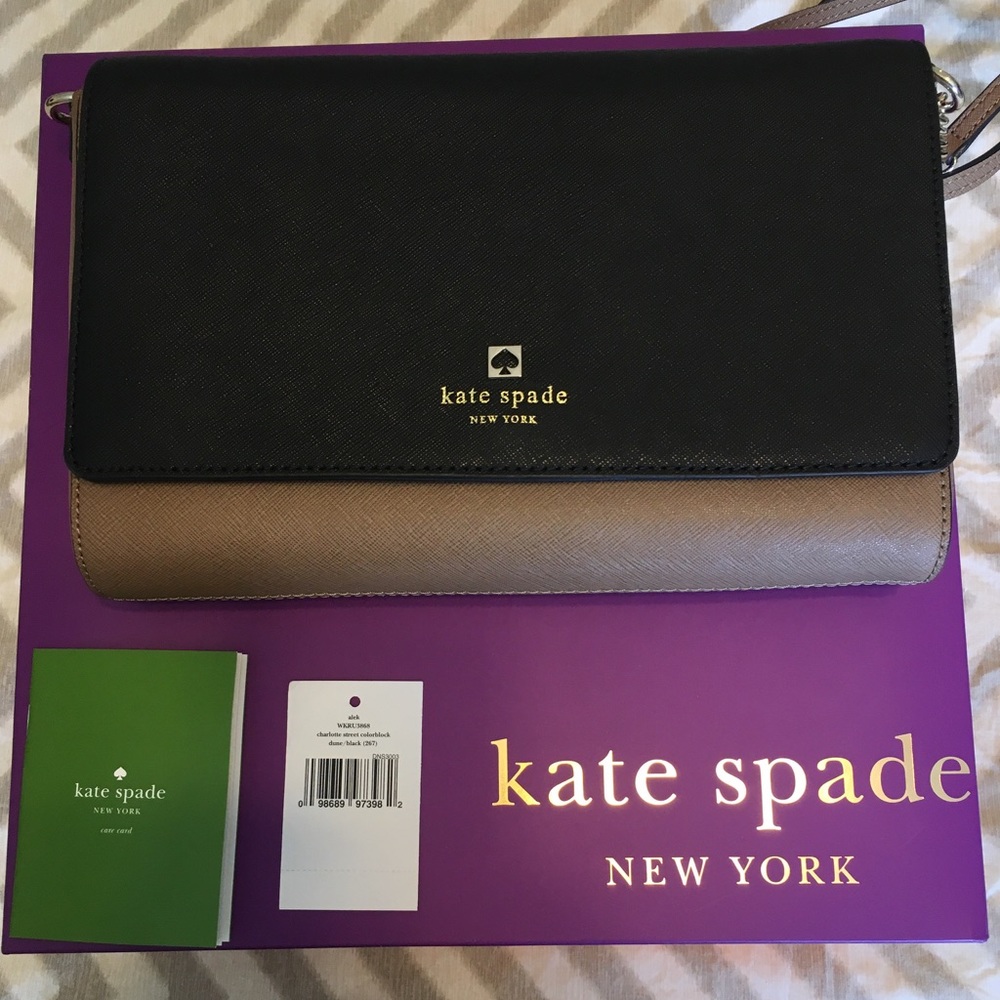 kate spade
NEW YORK
kate spade
NEW YORK
care card
alek
WKRU3868
charlotte street colorblock
dune/black (267)
DNS3003
0 98689 97398 2
kate spade
NEW YORK